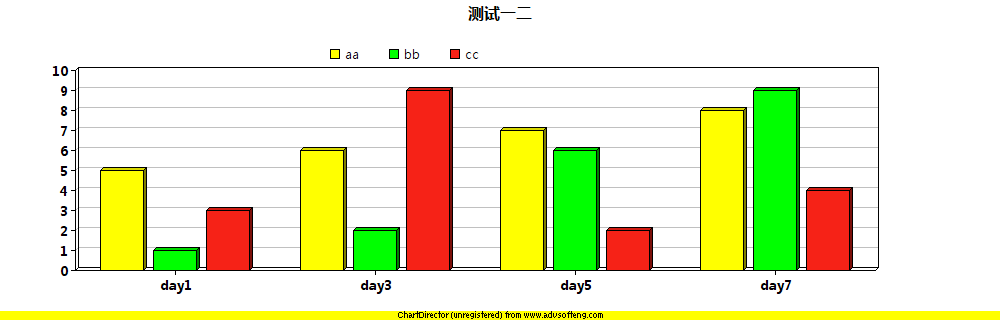 测试一二
aa bb cc
10
9
8
7
6
5
4
3
2
1
0
day1 day3 day5 day7
ChartDirector (unregistered) from www.advsofteng.com